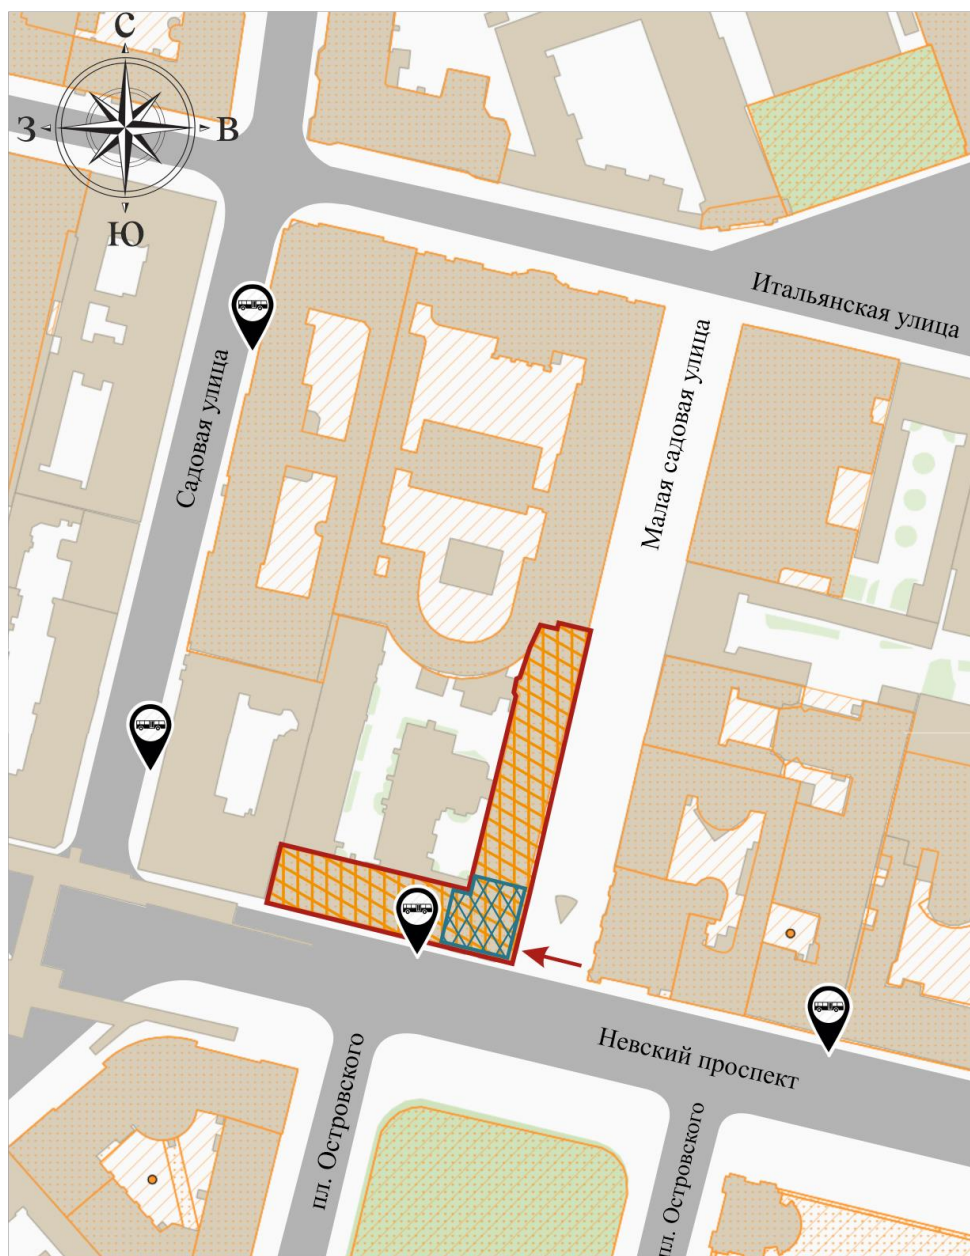 С
З
В
Ю
Итальянская улица
Садовая улица
Малая садовая улица
Невский проспект
пл. Островского
пл. Островского